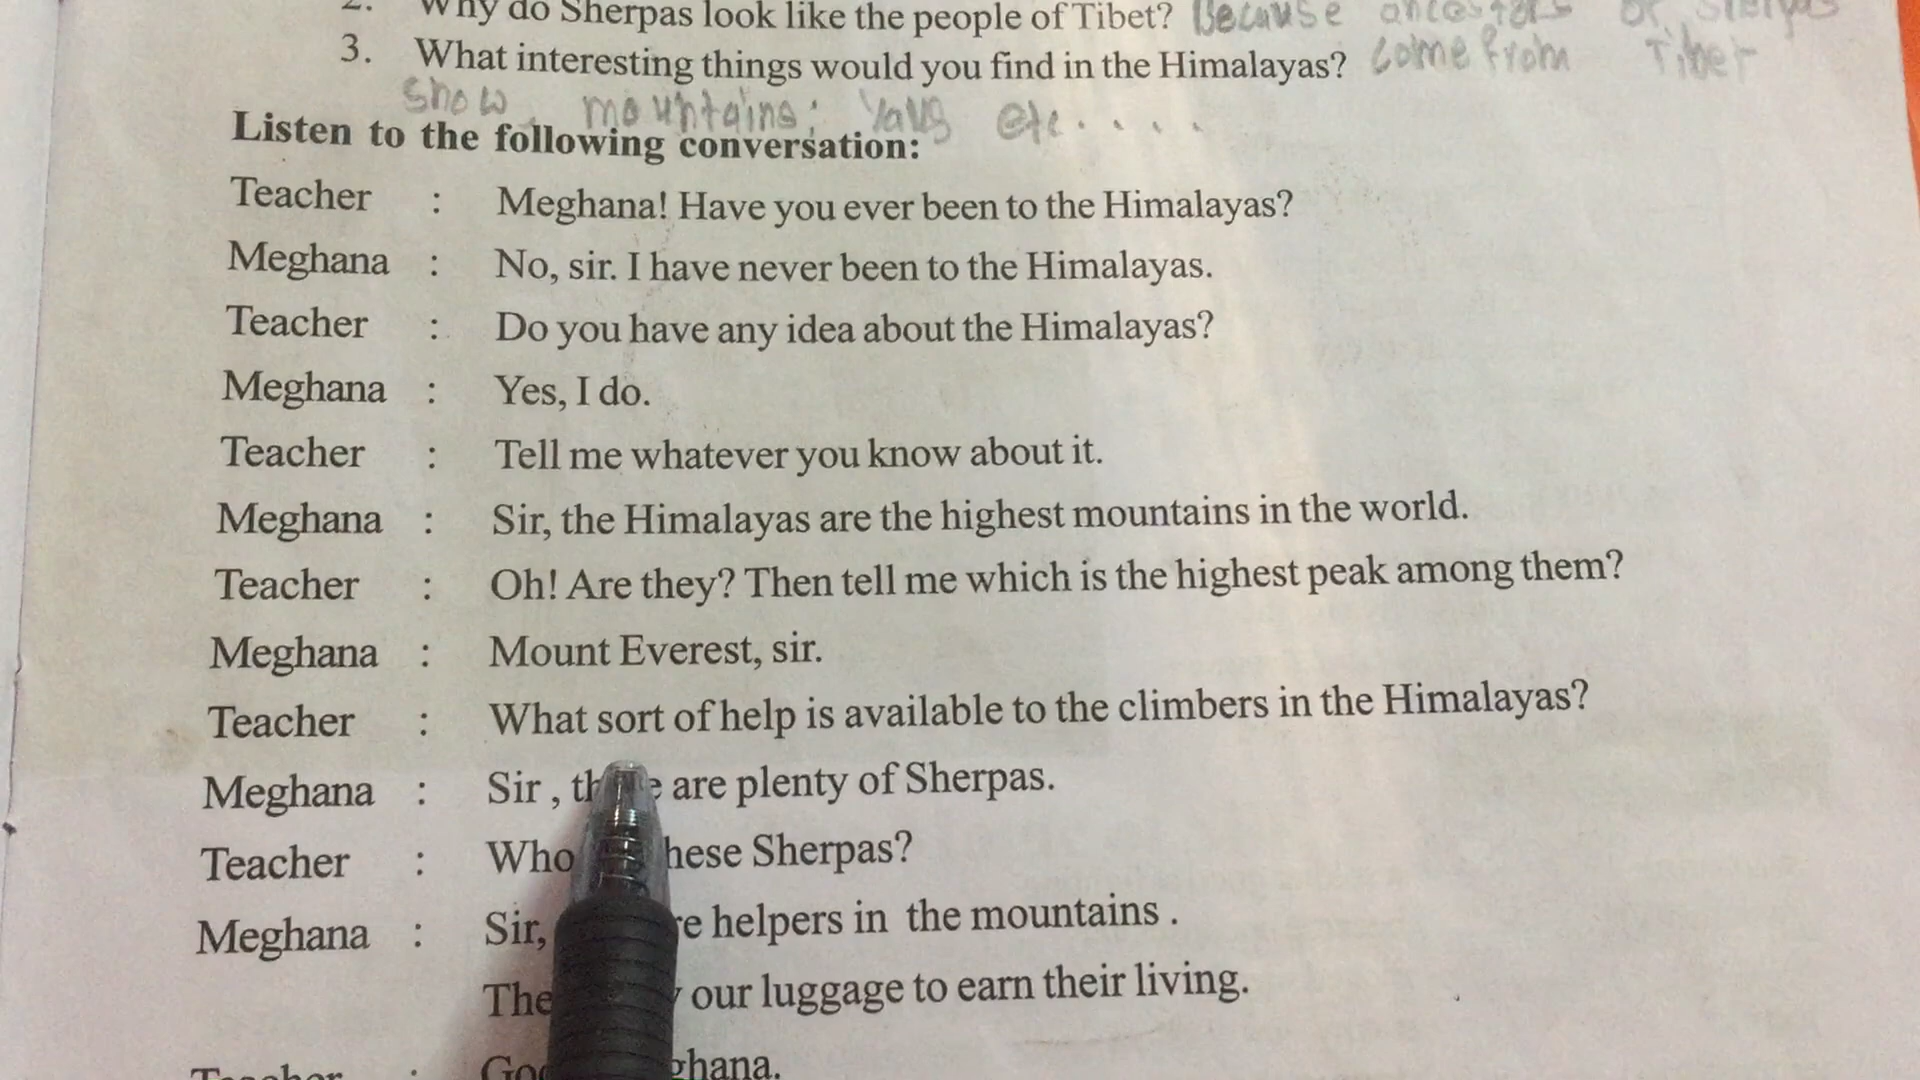 2. Why do Sherpas look like the people of Tibet? Because ancestors of
3. What interesting things would you find in the Himalayas? come from Tibet
snow mountains, etc....
Listen to the following conversation:
Teacher : Meghana! Have you ever been to the Himalayas?
Meghana : No, sir. I have never been to the Himalayas.
Teacher : Do you have any idea about the Himalayas?
Meghana : Yes, I do.
Teacher : Tell me whatever you know about it.
Meghana : Sir, the Himalayas are the highest mountains in the world.
Teacher : Oh! Are they? Then tell me which is the highest peak among them?
Meghana : Mount Everest, sir.
Teacher : What sort of help is available to the climbers in the Himalayas?
Meghana : Sir , there are plenty of Sherpas.
Teacher : Who these Sherpas?
Meghana : Sir, helpers in the mountains .
our luggage to earn their living.
Teacher :